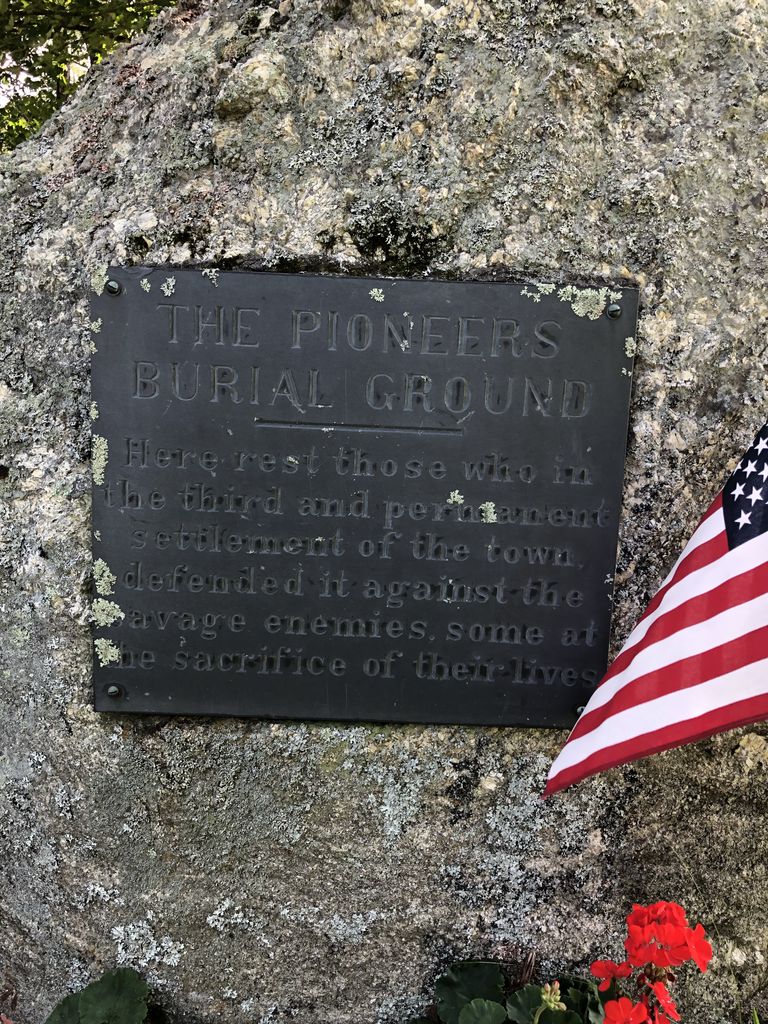 THE PIONEERS
BURIAL GROUND
Here rest those who in
the third and permanent
settlement of the town,
defended it against the
savage enemies, some at
the sacrifice of their lives